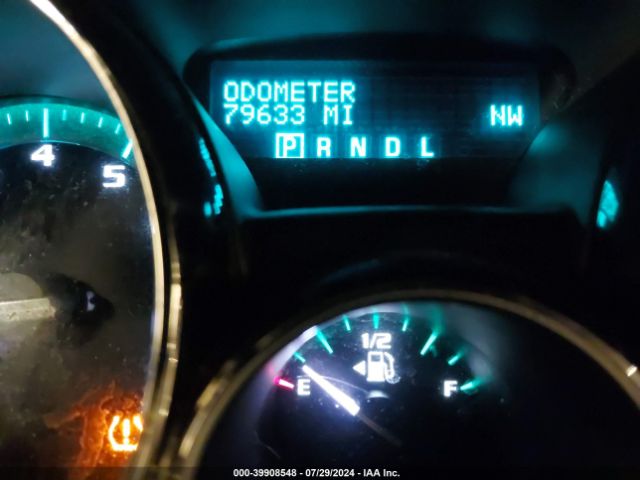 ODOMETER
79633 MI NW
P R N D L
4
5
1/2
E F
000-39908548 - 07/29/2024 - IAA Inc.